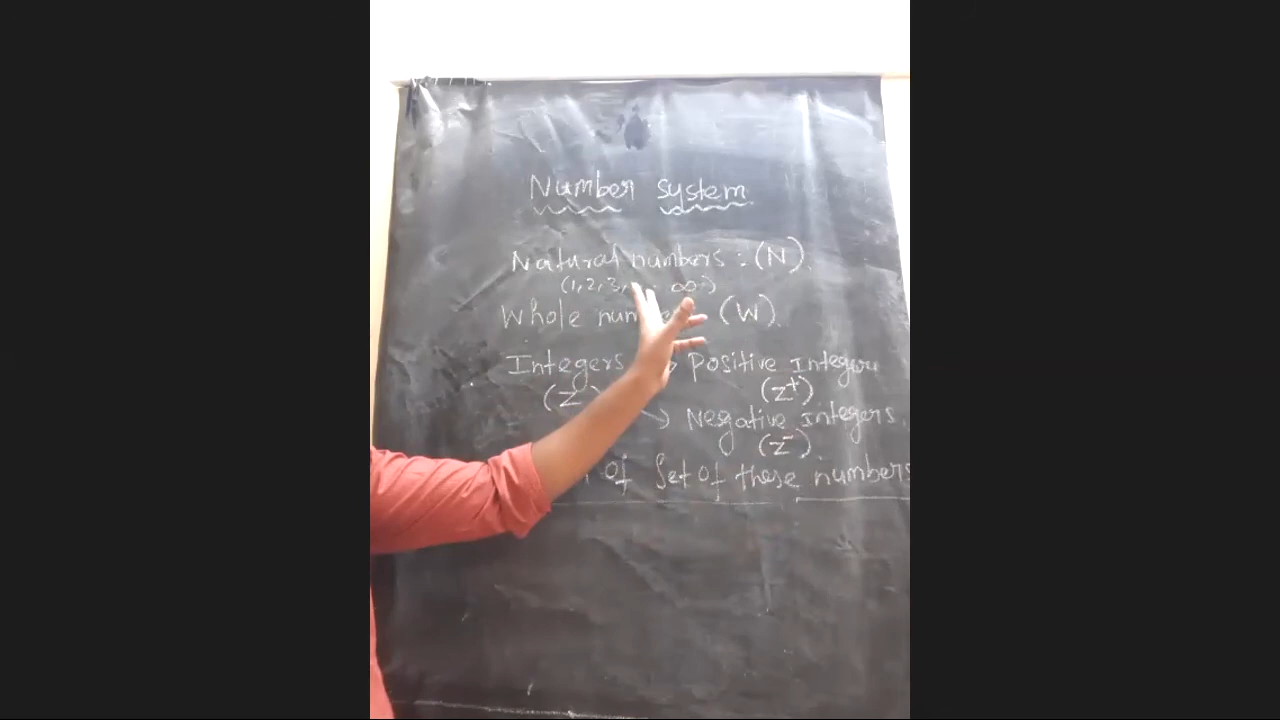 Number system
Natural numbers : (N)
(1, 2, 3, . . . ∞)
Whole (W)
Integers → Positive Integers
(Z) (Z⁺)
→ Negative Integers.
(Z⁻)
of Set of these numbers